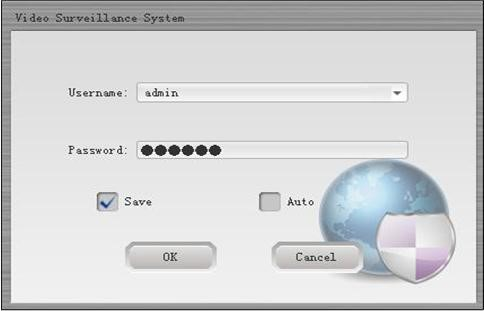 Video Surveillance System
Username: admin
Password: ●●●●●●
Save Auto
OK Cancel